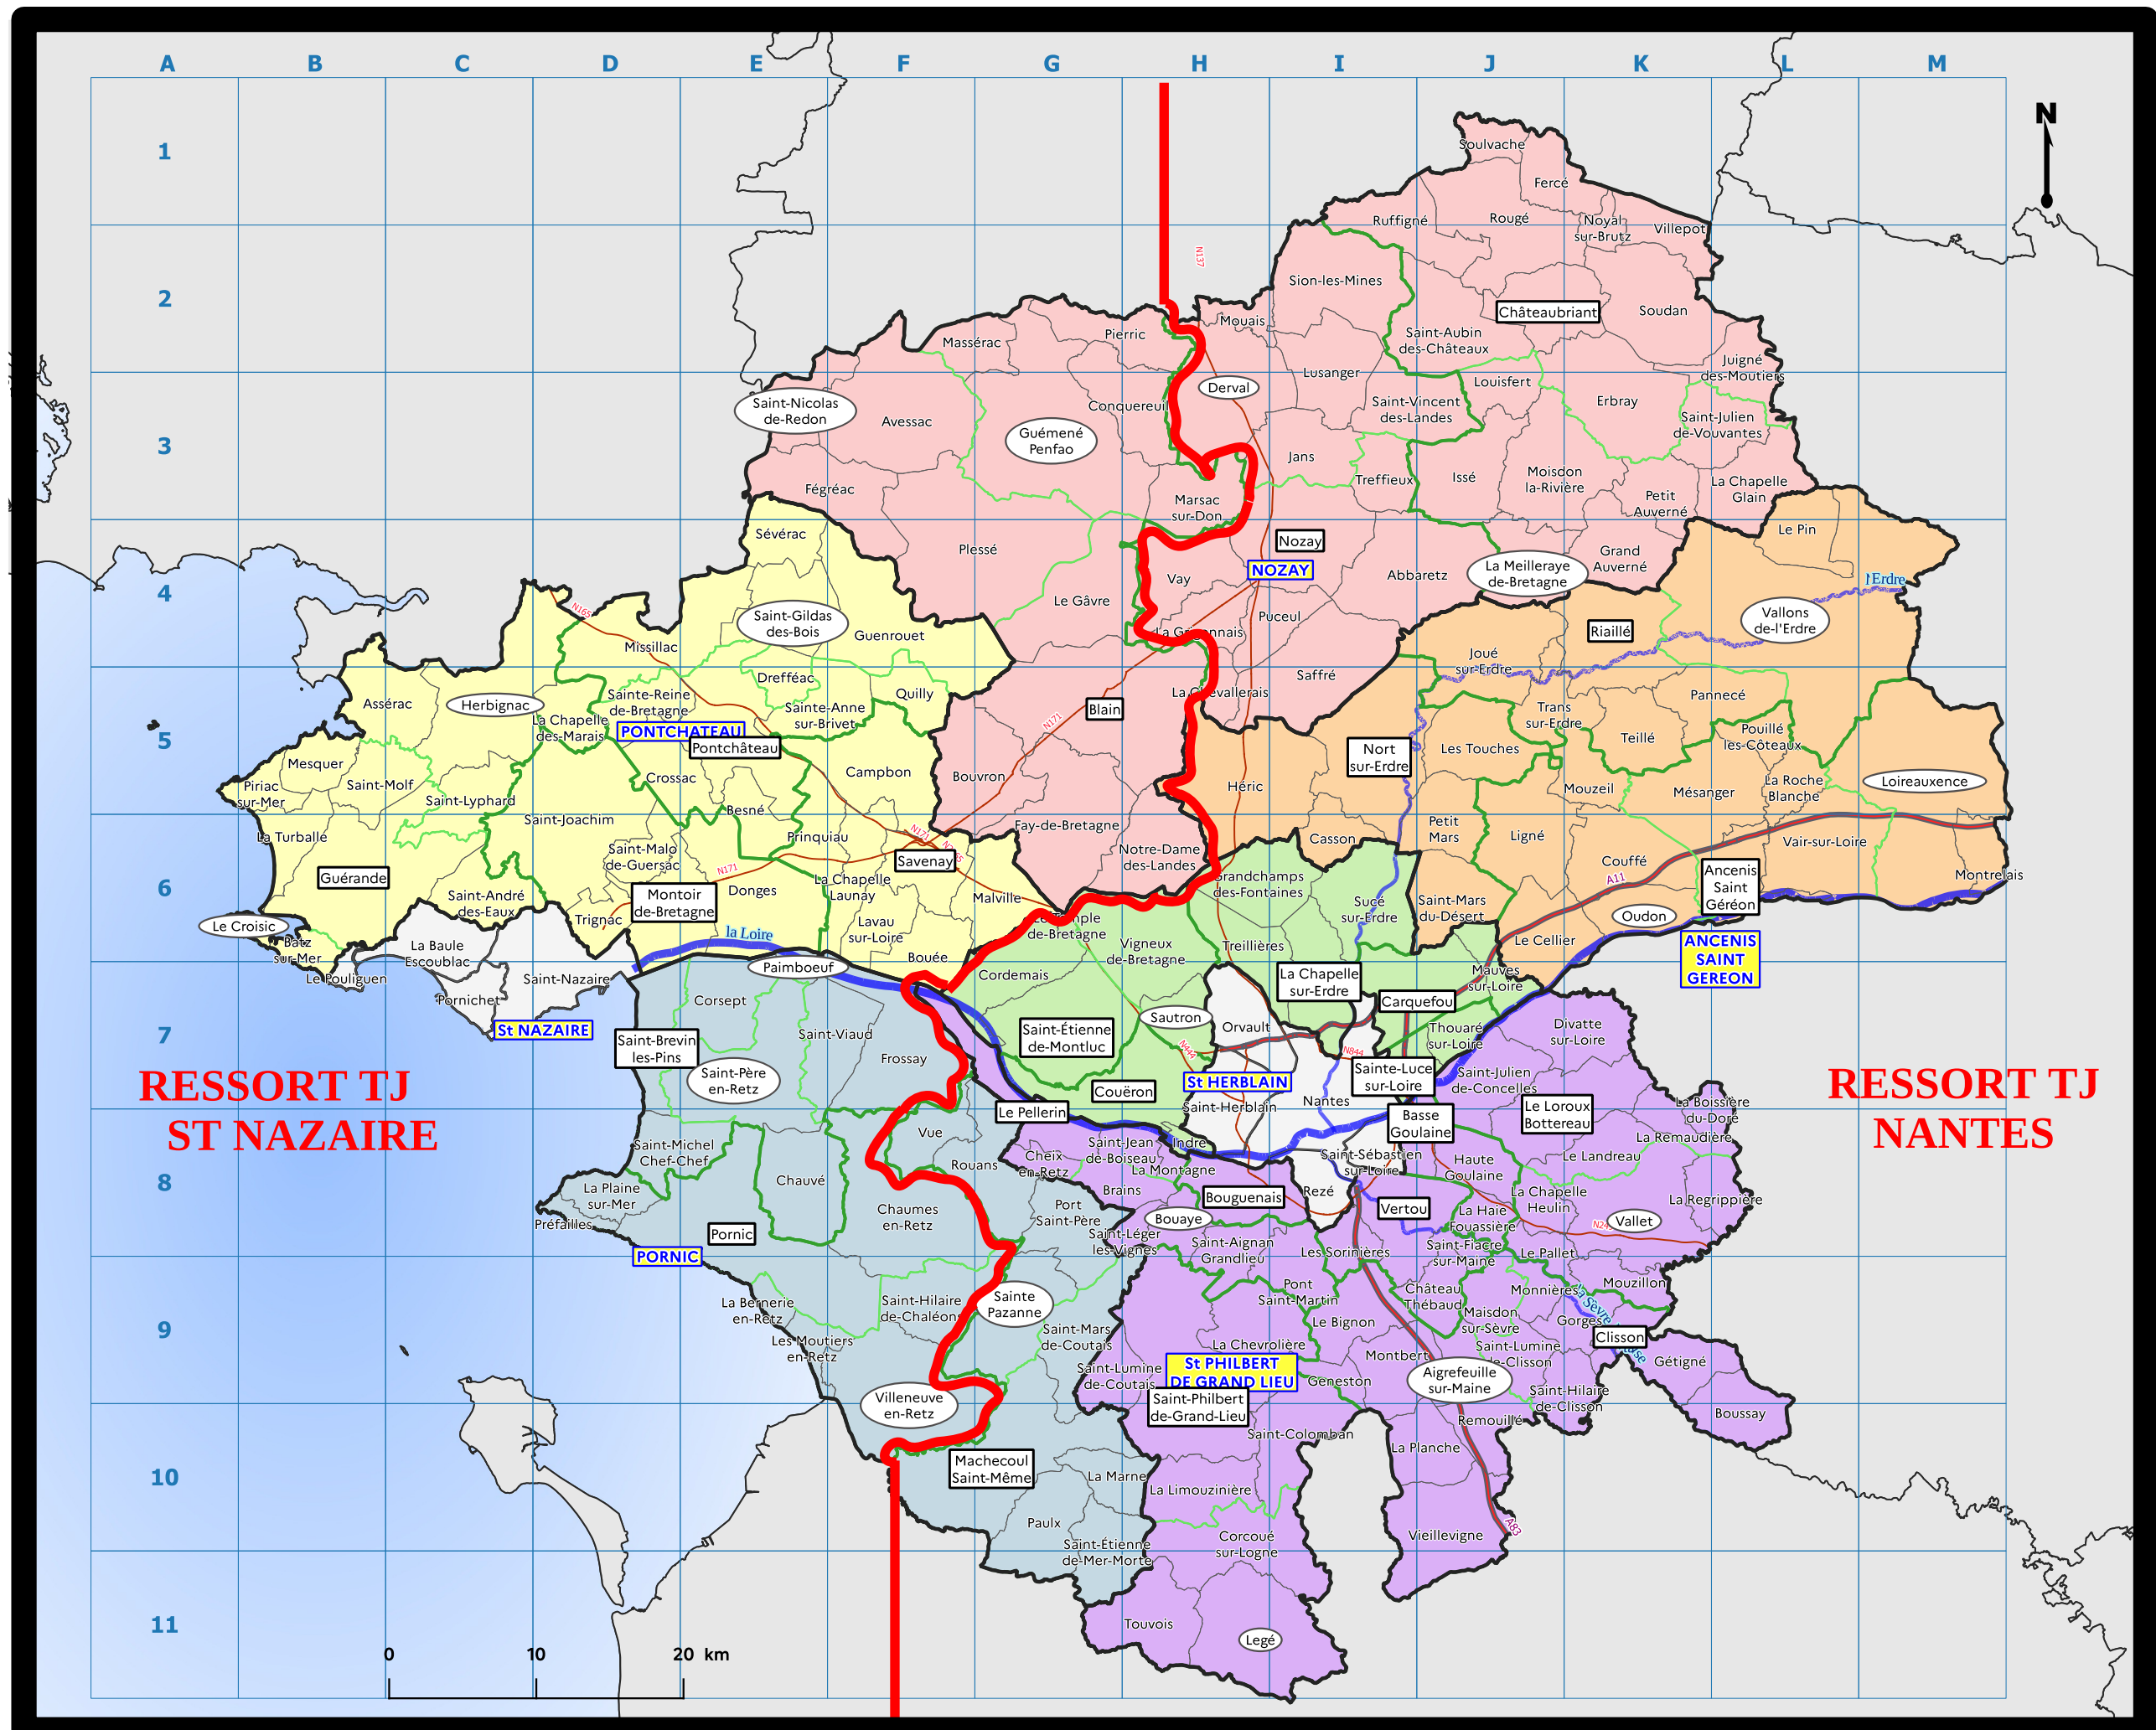 A B C D E F G H I J K L M
N
1
Soulvache
Fercé
Ruffigné
Rougé
Noyal
sur-Brutz
Villepot
N137
2
Sion-les-Mines
Mouais
Pierric
Massérac
Châteaubriant
Soudan
Saint-Aubin
des-Châteaux
Juigné
des-Moutiers
Lusanger
Louisfert
Derval
Erbray
Saint-Nicolas
de-Redon
Avessac
Conquereuil
Saint-Vincent
des-Landes
Saint-Julien
de-Vouvantes
3
Guémené
Penfao
Jans
Treffieux
Issé
Moisdon
la-Rivière
La Chapelle
Glain
Fégréac
Marsac
sur-Don
Petit
Auverné
Sévérac
Le Pin
Plessé
Nozay
NOZAY
Grand
Auverné
La Meilleraye
de-Bretagne
Abbaretz
Vay
l'Erdre
4
N165
Le Gâvre
Saint-Gildas
des-Bois
Guenrouet
Puceul
Riaillé
Vallons
de-l'Erdre
Missillac
Joué
sur-Erdre
Saffré
Drefféac
Quilly
La Chevallerais
Pannecé
Assérac
Herbignac
Sainte-Reine
de-Bretagne
Sainte-Anne
sur-Brivet
Blain
N171
Trans
sur-Erdre
La Chapelle
des-Marais
PONTCHATEAU
Pontchâteau
Pouillé
les-Côteaux
Teillé
5
Nort
sur-Erdre
Les Touches
Mesquer
Saint-Molf
Crossac
Campbon
Bouvron
Héric
Mouzeil
Mésanger
La Roche
Blanche
Loireauxence
Piriac
sur-Mer
Saint-Lyphard
Besné
Saint-Joachim
La Turballe
Prinquiau
N171
N165
Fay-de-Bretagne
Casson
Petit
Mars
Ligné
Vair-sur-Loire
Saint-Malo
de-Guersac
Savenay
N171
Notre-Dame
des-Landes
Couffé
A11
Guérande
Donges
La Chapelle
Launay
Grandchamps
des-Fontaines
Montrelais
6
Saint-André
des-Eaux
Montoir
de-Bretagne
Malville
Sucé
sur-Erdre
Saint-Mars
du-Désert
Oudon
Ancenis
Saint
Géréon
Le Croisic
Trignac
Lavau
sur-Loire
Le Temple
de-Bretagne
la Loire
Batz
sur-Mer
La Baule
Escoublac
Vigneux
de-Bretagne
Treillières
Le Cellier
ANCENIS
SAINT
GEREON
Le Pouliguen
Saint-Nazaire
Paimboeuf
Bouée
Cordemais
La Chapelle
sur-Erdre
Mauves
sur-Loire
Pornichet
Corsept
Carquefou
St NAZAIRE
Saint-Viaud
Sautron
Orvault
7
Saint-Brevin
les-Pins
Frossay
Saint-Étienne
de-Montluc
N444
N844
Thouaré
sur-Loire
Divatte
sur-Loire
RESSORT TJ
ST NAZAIRE
Saint-Père
en-Retz
St HERBLAIN
Sainte-Luce
sur-Loire
Saint-Julien
de-Concelles
RESSORT TJ
NANTES
Le Pellerin
Couëron
Saint-Herblain
Nantes
Basse
Goulaine
Le Loroux
Bottereau
La Boissière
du-Doré
Vue
Indre
La Remaudière
Saint-Michel
Chef-Chef
Rouans
Cheix
en-Retz
Saint-Jean
de-Boiseau
La Montagne
Saint-Sébastien
sur-Loire
Haute
Goulaine
Le Landreau
8
La Plaine
sur-Mer
Chauvé
Brains
Bouguenais
Rezé
Vertou
La Chapelle
Heulin
La Regrippière
Préfailles
Pornic
Chaumes
en-Retz
Port
Saint-Père
Bouaye
La Haie
Fouassière
Vallet
PORNIC
Saint-Léger
les-Vignes
Saint-Aignan
Grandlieu
Les Sorinières
Saint-Fiacre
sur-Maine
Le Pallet
Mouzillon
La Bernerie
en-Retz
Saint-Hilaire
de-Chaléons
Sainte
Pazanne
Pont
Saint-Martin
Château
Thébaud
Monnières
9
Les Moutiers
en-Retz
Saint-Mars
de-Coutais
Le Bignon
Maisdon
sur-Sèvre
Gorges
Clisson
La Chevrolière
Montbert
Saint-Lumine
de-Clisson
Gétigné
Saint-Lumine
de-Coutais
St PHILBERT
DE GRAND LIEU
Geneston
Aigrefeuille
sur-Maine
Villeneuve
en-Retz
Saint-Philbert
de-Grand-Lieu
Saint-Hilaire
de-Clisson
Boussay
Remouillé
Saint-Colomban
La Planche
10
Machecoul
Saint-Même
La Marne
La Limouzinière
Paulx
Corcoué
sur-Logne
Vieillevigne
A83
Saint-Étienne
de-Mer-Morte
11
Touvois
Legé
0 10 20 km